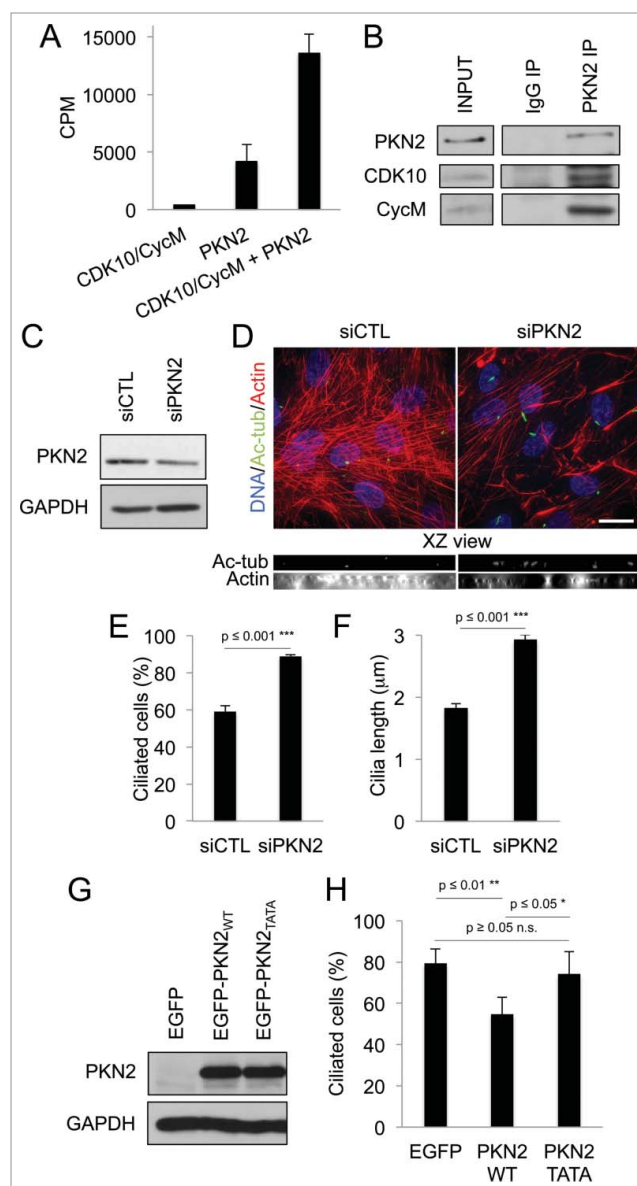 A
CPM
15000
10000
5000
0
CDK10/CycM
PKN2
CDK10/CycM + PKN2
B
INPUT
IgG IP
PKN2 IP
PKN2
CDK10
CycM
C
siCTL
siPKN2
PKN2
GAPDH
D
siCTL
siPKN2
DNA/Ac-tub/Actin
XZ view
Ac-tub
Actin
E
p ≤ 0.001 ***
Ciliated cells (%)
100
80
60
40
20
0
siCTL siPKN2
F
p ≤ 0.001 ***
Cilia length (μm)
3
2
1
0
siCTL siPKN2
G
EGFP
EGFP-PKN2WT
EGFP-PKN2TATA
PKN2
GAPDH
H
p ≤ 0.01 **
p ≤ 0.05 *
p ≥ 0.05 n.s.
Ciliated cells (%)
100
80
60
40
20
0
EGFP PKN2 PKN2
WT TATA